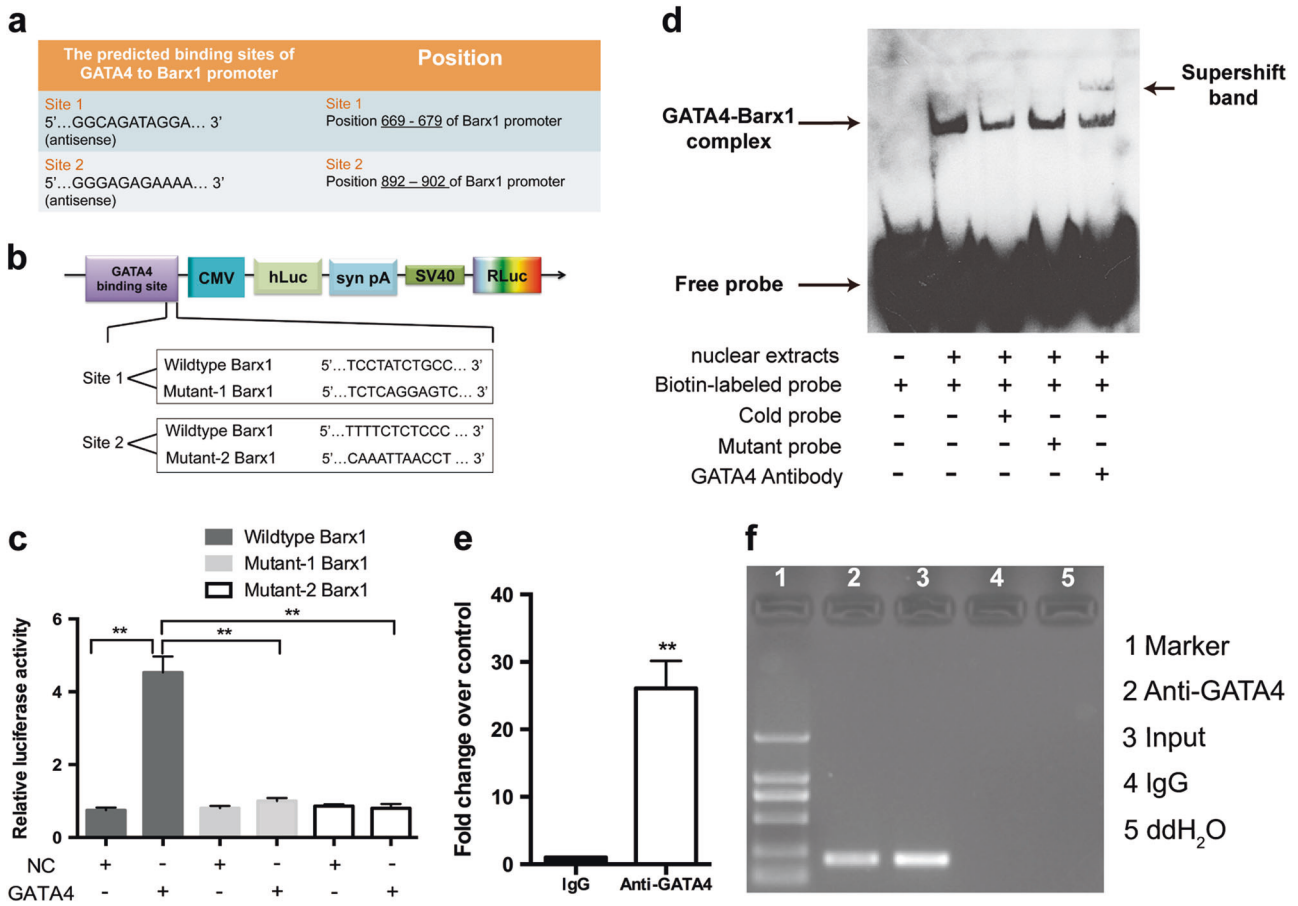 a
The predicted binding sites of
GATA4 to Barx1 promoter
Position
Site 1
5’…GGCAGATAGGA… 3’
(antisense)
Site 1
Position 669 - 679 of Barx1 promoter
Site 2
5’…GGGAGAGAAAA… 3’
(antisense)
Site 2
Position 892 – 902 of Barx1 promoter
b
GATA4
binding site
CMV
hLuc
syn pA
SV40
RLuc
Site 1
Wildtype Barx1 5’…TCCTATCTGCC… 3’
Mutant-1 Barx1 5’…TCTCAGGAGTC… 3’
Site 2
Wildtype Barx1 5’…TTTTCTCTCCC … 3’
Mutant-2 Barx1 5’…CAAATTAACCT … 3’
c
Wildtype Barx1
Mutant-1 Barx1
Mutant-2 Barx1
Relative luciferase activity
6
4
2
0
** ** **
NC + - + - + -
GATA4 - + - + - +
d
GATA4-Barx1
complex
Supershift
band
Free probe
nuclear extracts - + + + +
Biotin-labeled probe + + + + +
Cold probe - - + - -
Mutant probe - - - + -
GATA4 Antibody - - - - +
e
Fold change over control
40
30
20
10
0
**
IgG Anti-GATA4
f
1 2 3 4 5
1 Marker
2 Anti-GATA4
3 Input
4 IgG
5 ddH₂O